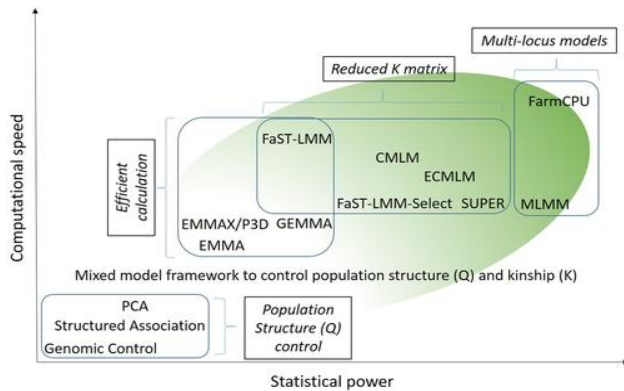 Multi-locus models
Reduced K matrix
FarmCPU
Computational speed
Efficient
calculation
FaST-LMM
CMLM
ECMLM
FaST-LMM-Select SUPER
MLMM
EMMAX/P3D GEMMA
EMMA
Mixed model framework to control population structure (Q) and kinship (K)
PCA
Structured Association
Genomic Control
Population
Structure (Q)
control
Statistical power